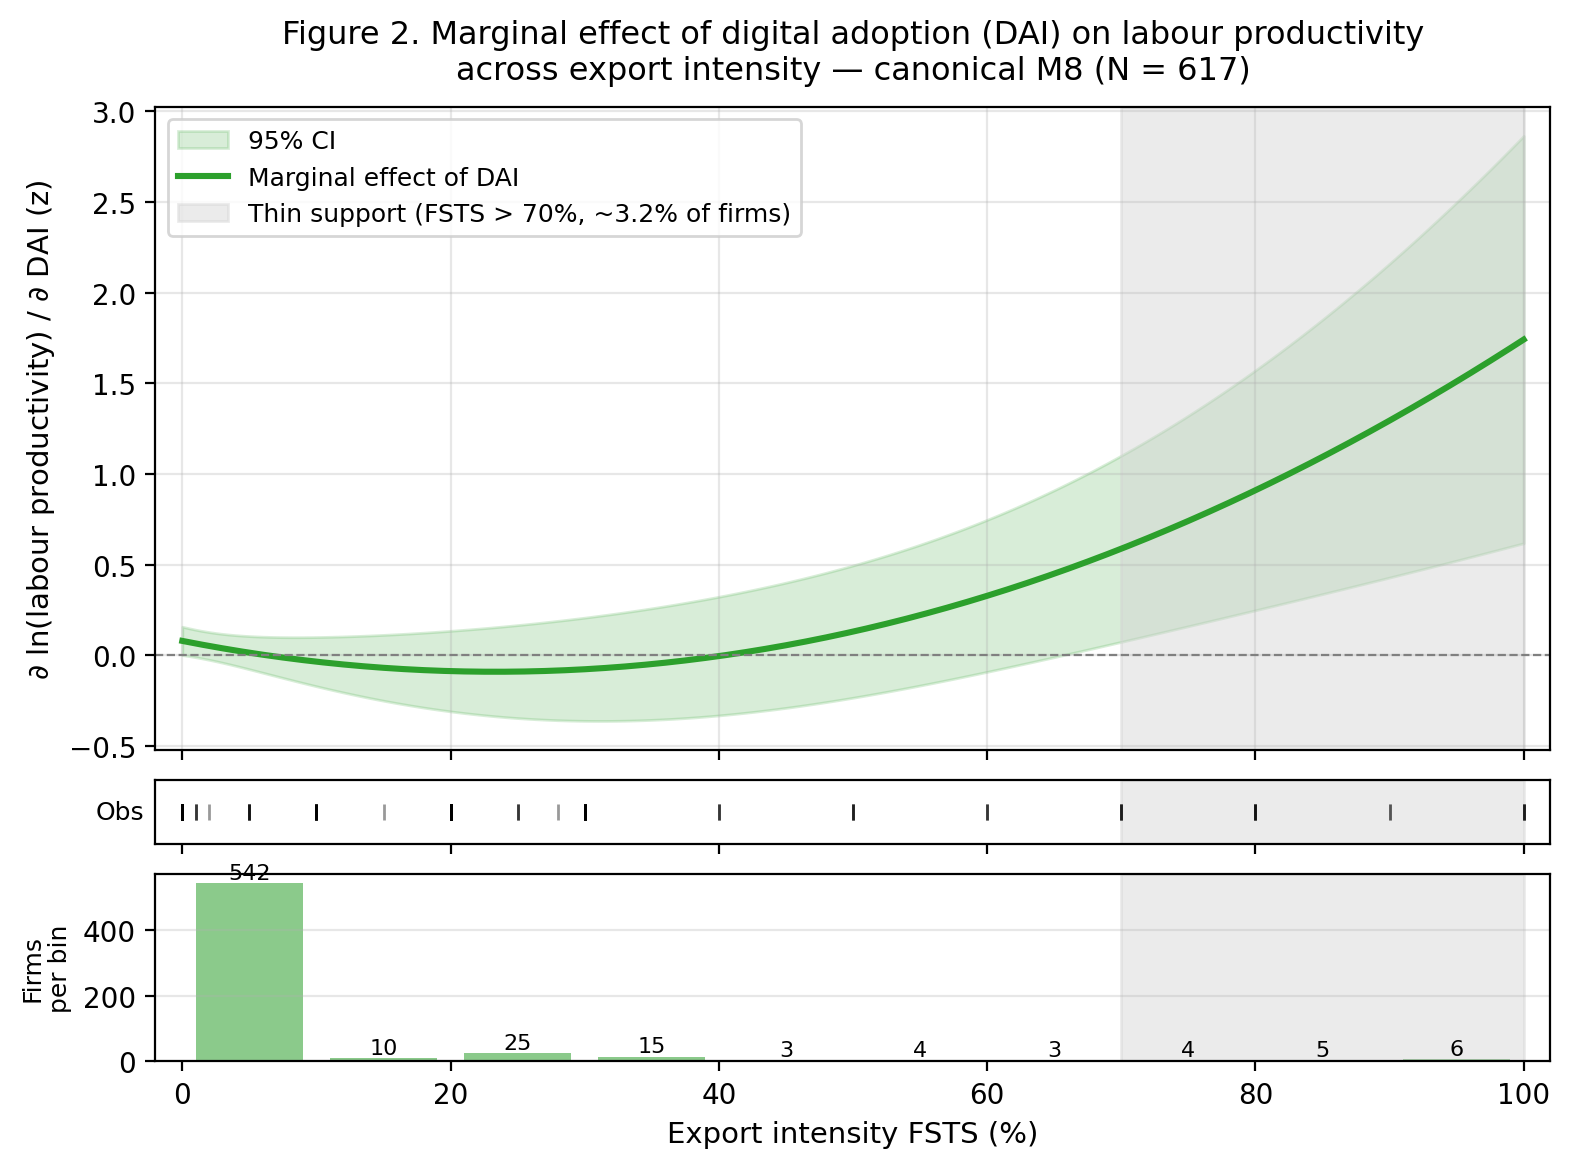 Figure 2. Marginal effect of digital adoption (DAI) on labour productivity
across export intensity — canonical M8 (N = 617)
3.0
2.5
2.0
1.5
1.0
0.5
0.0
−0.5
∂ ln(labour productivity) / ∂ DAI (z)
95% CI
Marginal effect of DAI
Thin support (FSTS > 70%, ~3.2% of firms)
Obs
Firms
per bin
400
200
0
542
10
25
15
3
4
3
4
5
6
0
20
40
60
80
100
Export intensity FSTS (%)